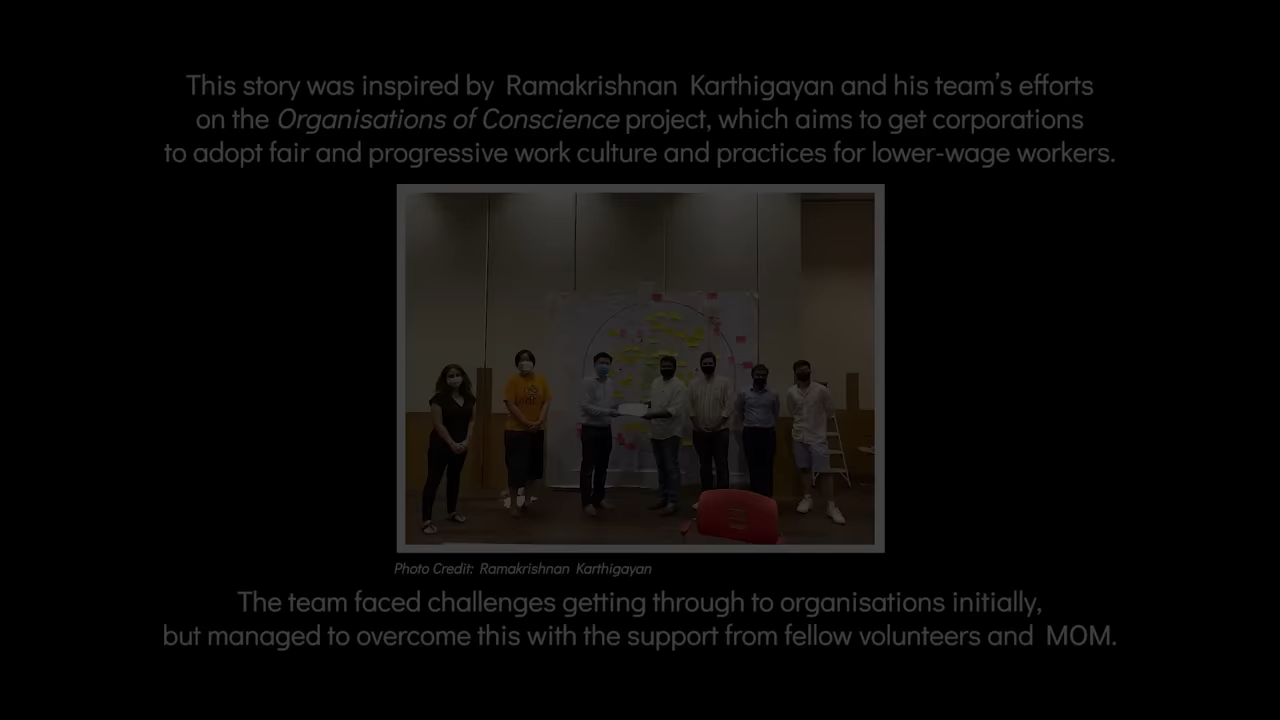 This story was inspired by Ramakrishnan Karthigayan and his team's efforts
on the Organisations of Conscience project, which aims to get corporations
to adopt fair and progressive work culture and practices for lower-wage workers.
Photo Credit: Ramakrishnan Karthigayan
The team faced challenges getting through to organisations initially,
but managed to overcome this with the support from fellow volunteers and MOM.